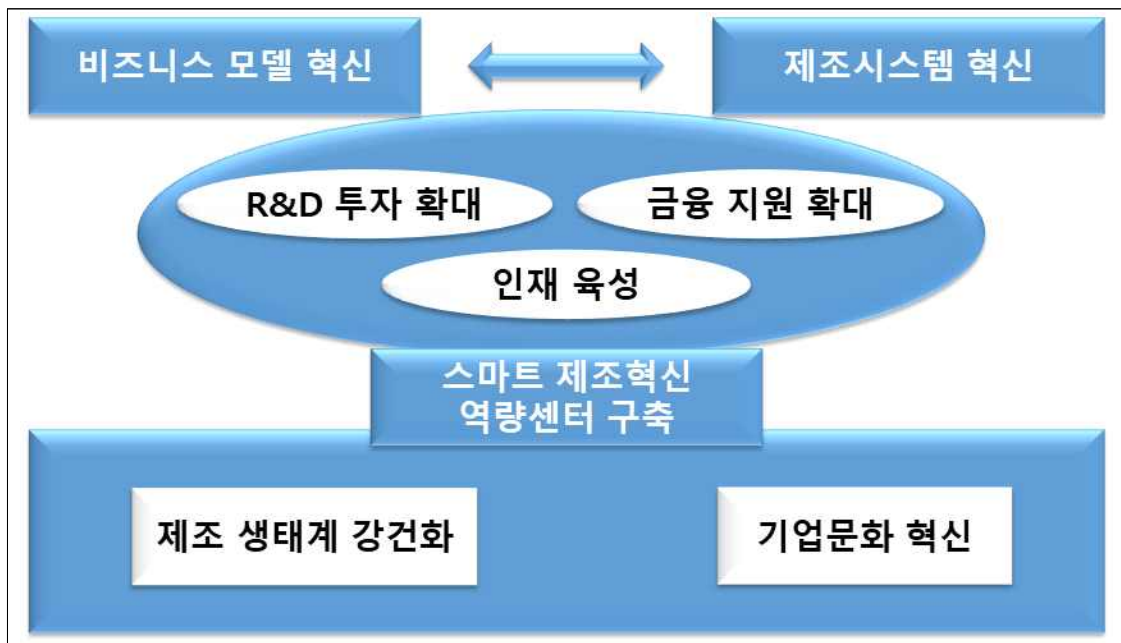 비즈니스 모델 혁신
제조시스템 혁신
R&D 투자 확대
금융 지원 확대
인재 육성
스마트 제조혁신
역량센터 구축
제조 생태계 강건화
기업문화 혁신